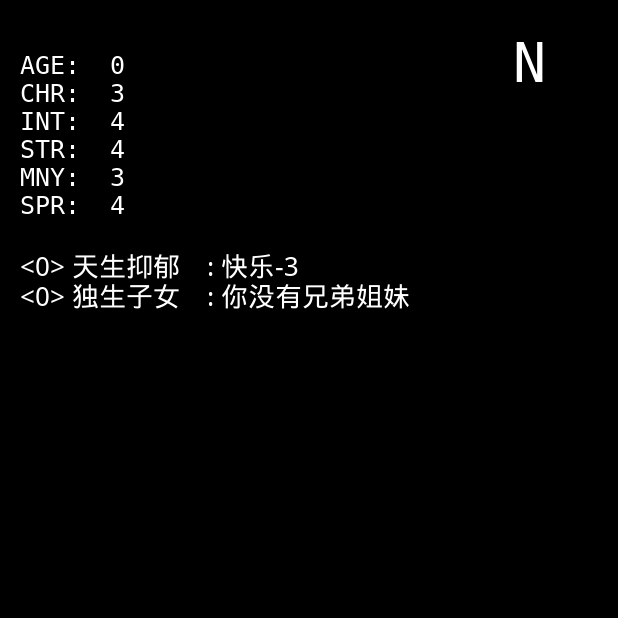 N
AGE: 0
CHR: 3
INT: 4
STR: 4
MNY: 3
SPR: 4
<O> 天生抑郁 : 快乐-3
<O> 独生子女 : 你没有兄弟姐妹